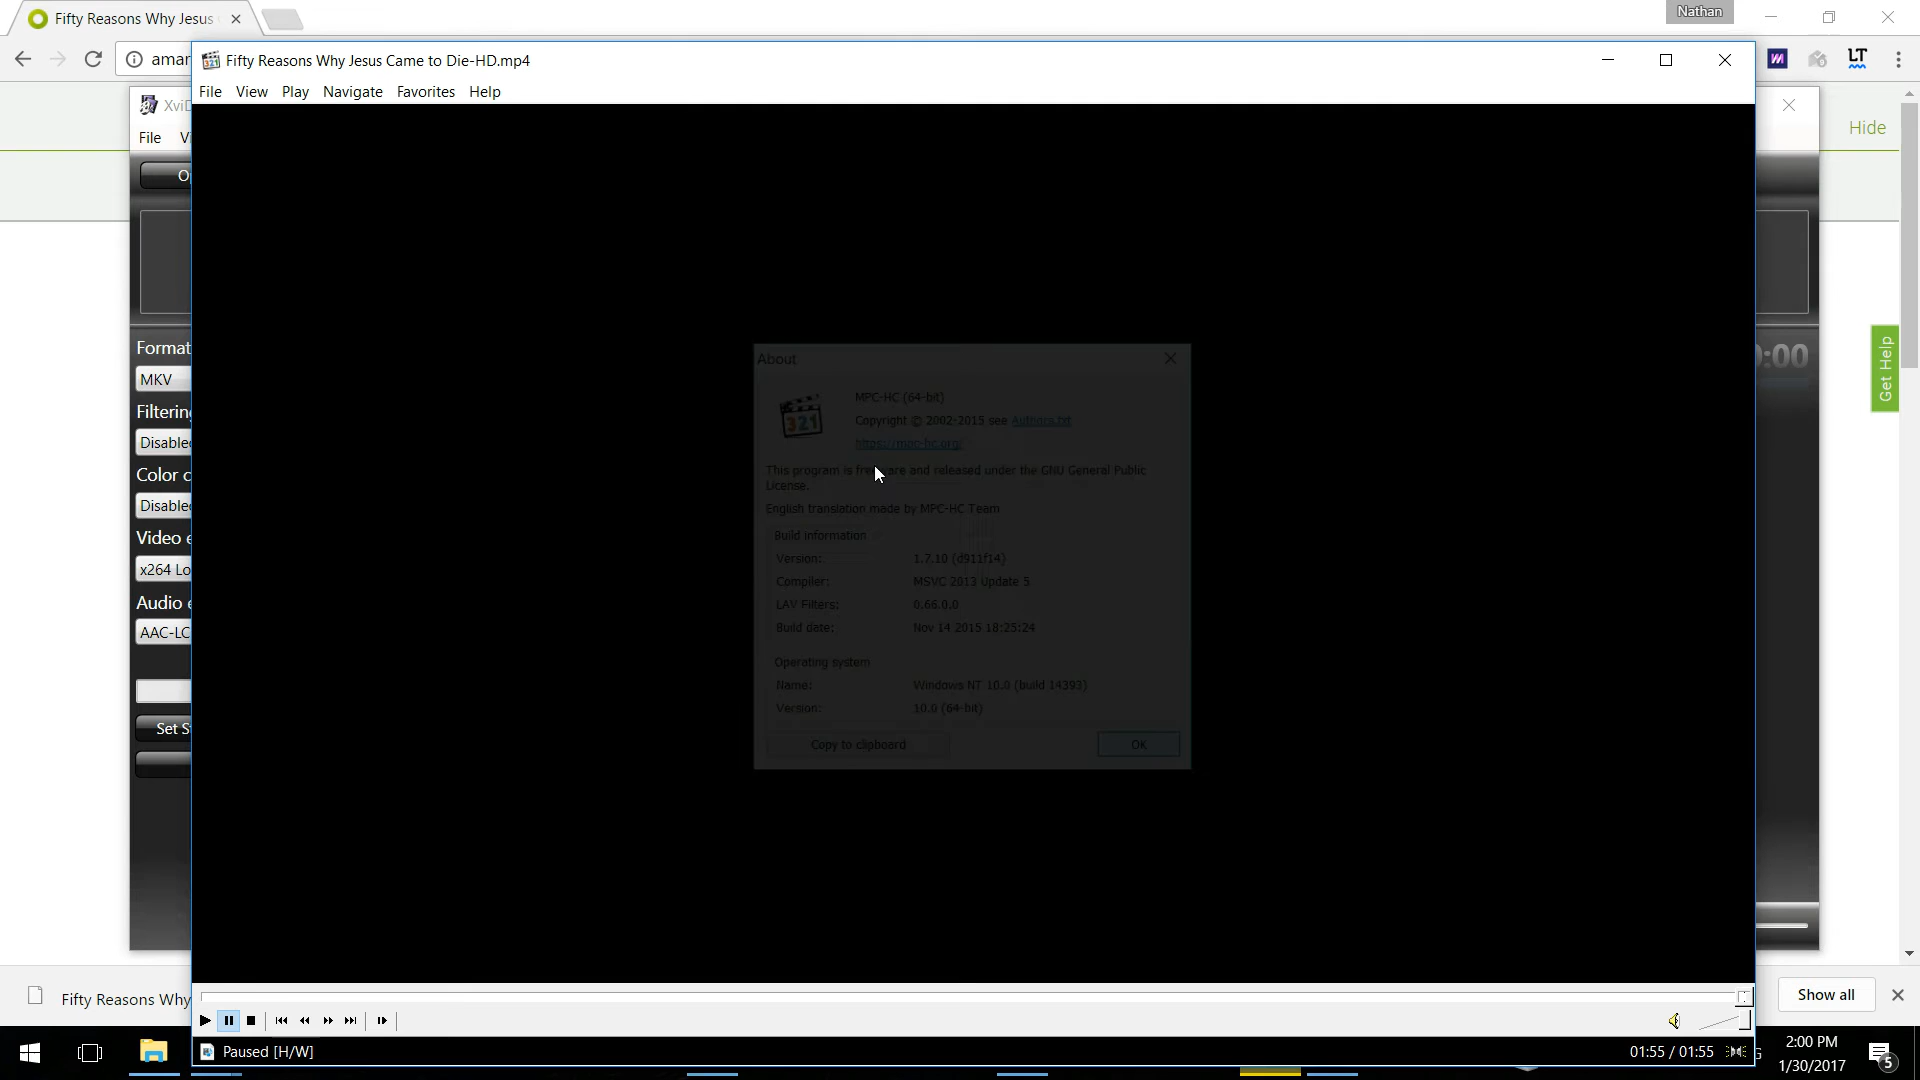 Fifty Reasons Why Jesus
Nathan
amar
Fifty Reasons Why Jesus Came to Die-HD.mp4
LT
File View Play Navigate Favorites Help
XviD
File
Hide
Format
MKV
:00
Get Help
Disabled
Color c
Disabled
Video e
x264 Lo
Audio e
AAC-LC
Set S
About
321
MPC-HC (64-bit)
Copyright © 2002-2015 see Authors.txt
https://mpc-hc.org/
This program is freeware and released under the GNU General Public
License.
English translation made by MPC-HC Team
Build information
Version: 1.7.10 (d911f14)
Compiler: MSVC 2013 Update 5
LAV Filters: 0.66.0.0
Build date: Nov 14 2015 18:25:24
Operating system
Name: Windows NT 10.0 (build 14393)
Version: 10.0 (64-bit)
Copy to clipboard
OK
Fifty Reasons Why
Show all
Paused [H/W]
01:55 / 01:55
2:00 PM
1/30/2017
5